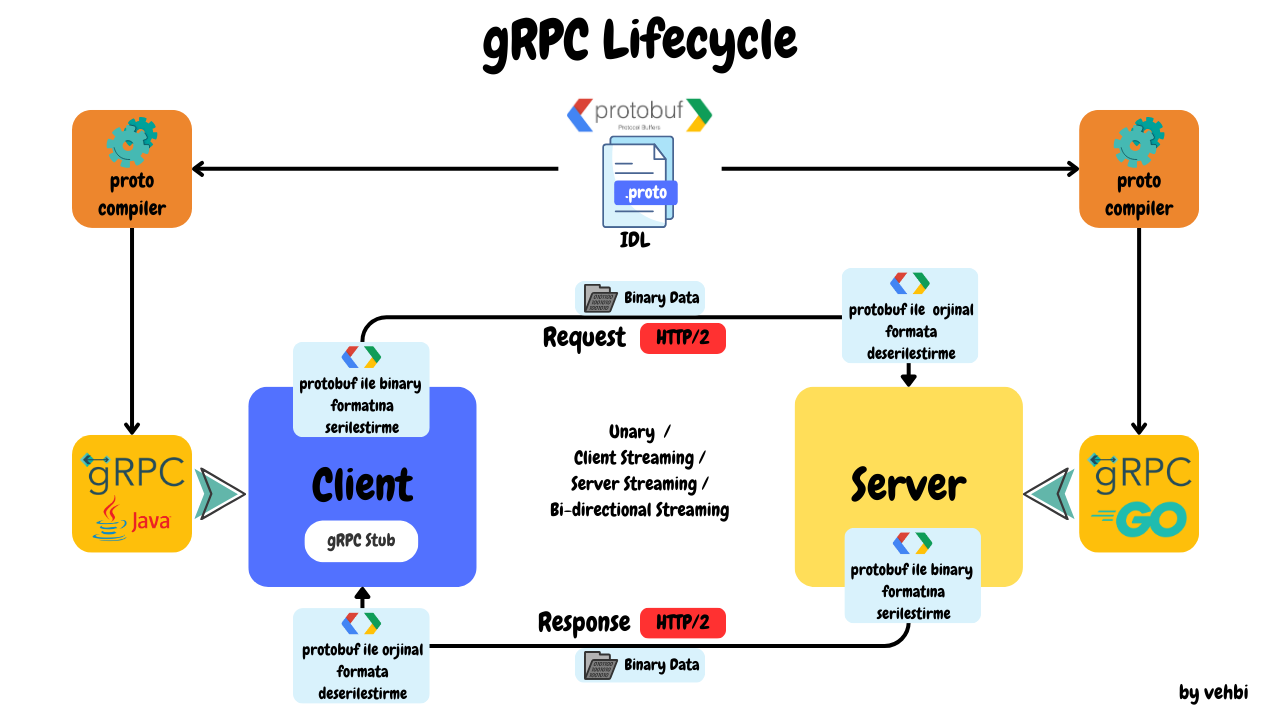 gRPC Lifecycle
protobuf
Protocol Buffers
.proto
IDL
proto
compiler
proto
compiler
Binary Data
Request HTTP/2
protobuf ile orjinal
formata
deserilestirme
protobuf ile binary
formatına
serilestirme
Client
gRPC Stub
Unary /
Client Streaming /
Server Streaming /
Bi-directional Streaming
Server
gRPC
Java
gRPC
GO
protobuf ile binary
formatına
serilestirme
Response HTTP/2
Binary Data
protobuf ile orjinal
formata
deserilestirme
by vehbi